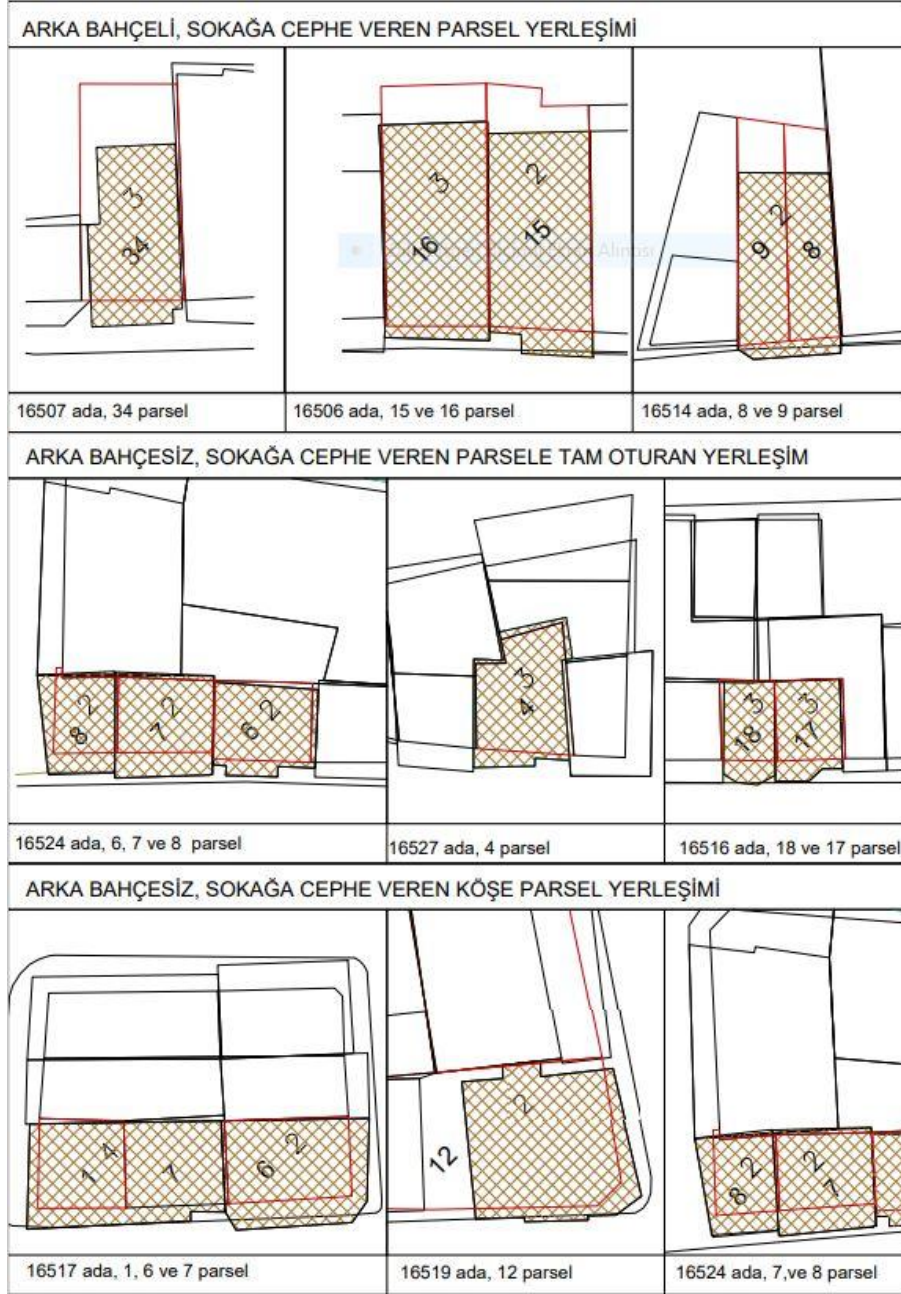 ARKA BAHÇELİ, SOKAĞA CEPHE VEREN PARSEL YERLEŞİMİ
3
34
3
16
2
15
2
9
8
16507 ada, 34 parsel
16506 ada, 15 ve 16 parsel
16514 ada, 8 ve 9 parsel
ARKA BAHÇESİZ, SOKAĞA CEPHE VEREN PARSELE TAM OTURAN YERLEŞİM
2
8
2
7
2
6
3
4
3
18
3
17
16524 ada, 6, 7 ve 8 parsel
16527 ada, 4 parsel
16516 ada, 18 ve 17 parsel
ARKA BAHÇESİZ, SOKAĞA CEPHE VEREN KÖŞE PARSEL YERLEŞİMİ
4
1
7
2
6
2
12
2
8
2
7
16517 ada, 1, 6 ve 7 parsel
16519 ada, 12 parsel
16524 ada, 7,ve 8 parsel